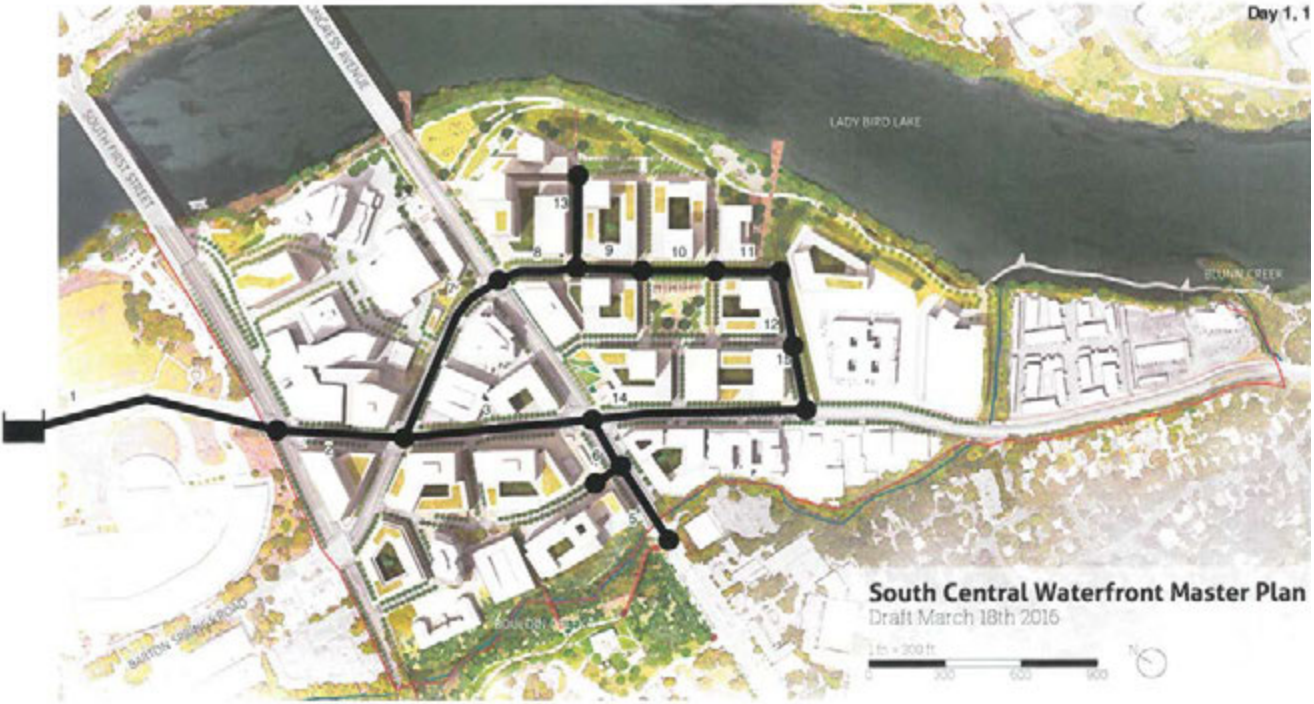 Day 1, 1
CONGRESS AVENUE
SOUTH FIRST STREET
LADY BIRD LAKE
BLUNN CREEK
13
8
9
10
11
12
1
3
14
2
6
5
BARTON SPRINGS ROAD
BOULDIN CREEK
South Central Waterfront Master Plan
Draft March 18th 2016
N
0
300
600
900